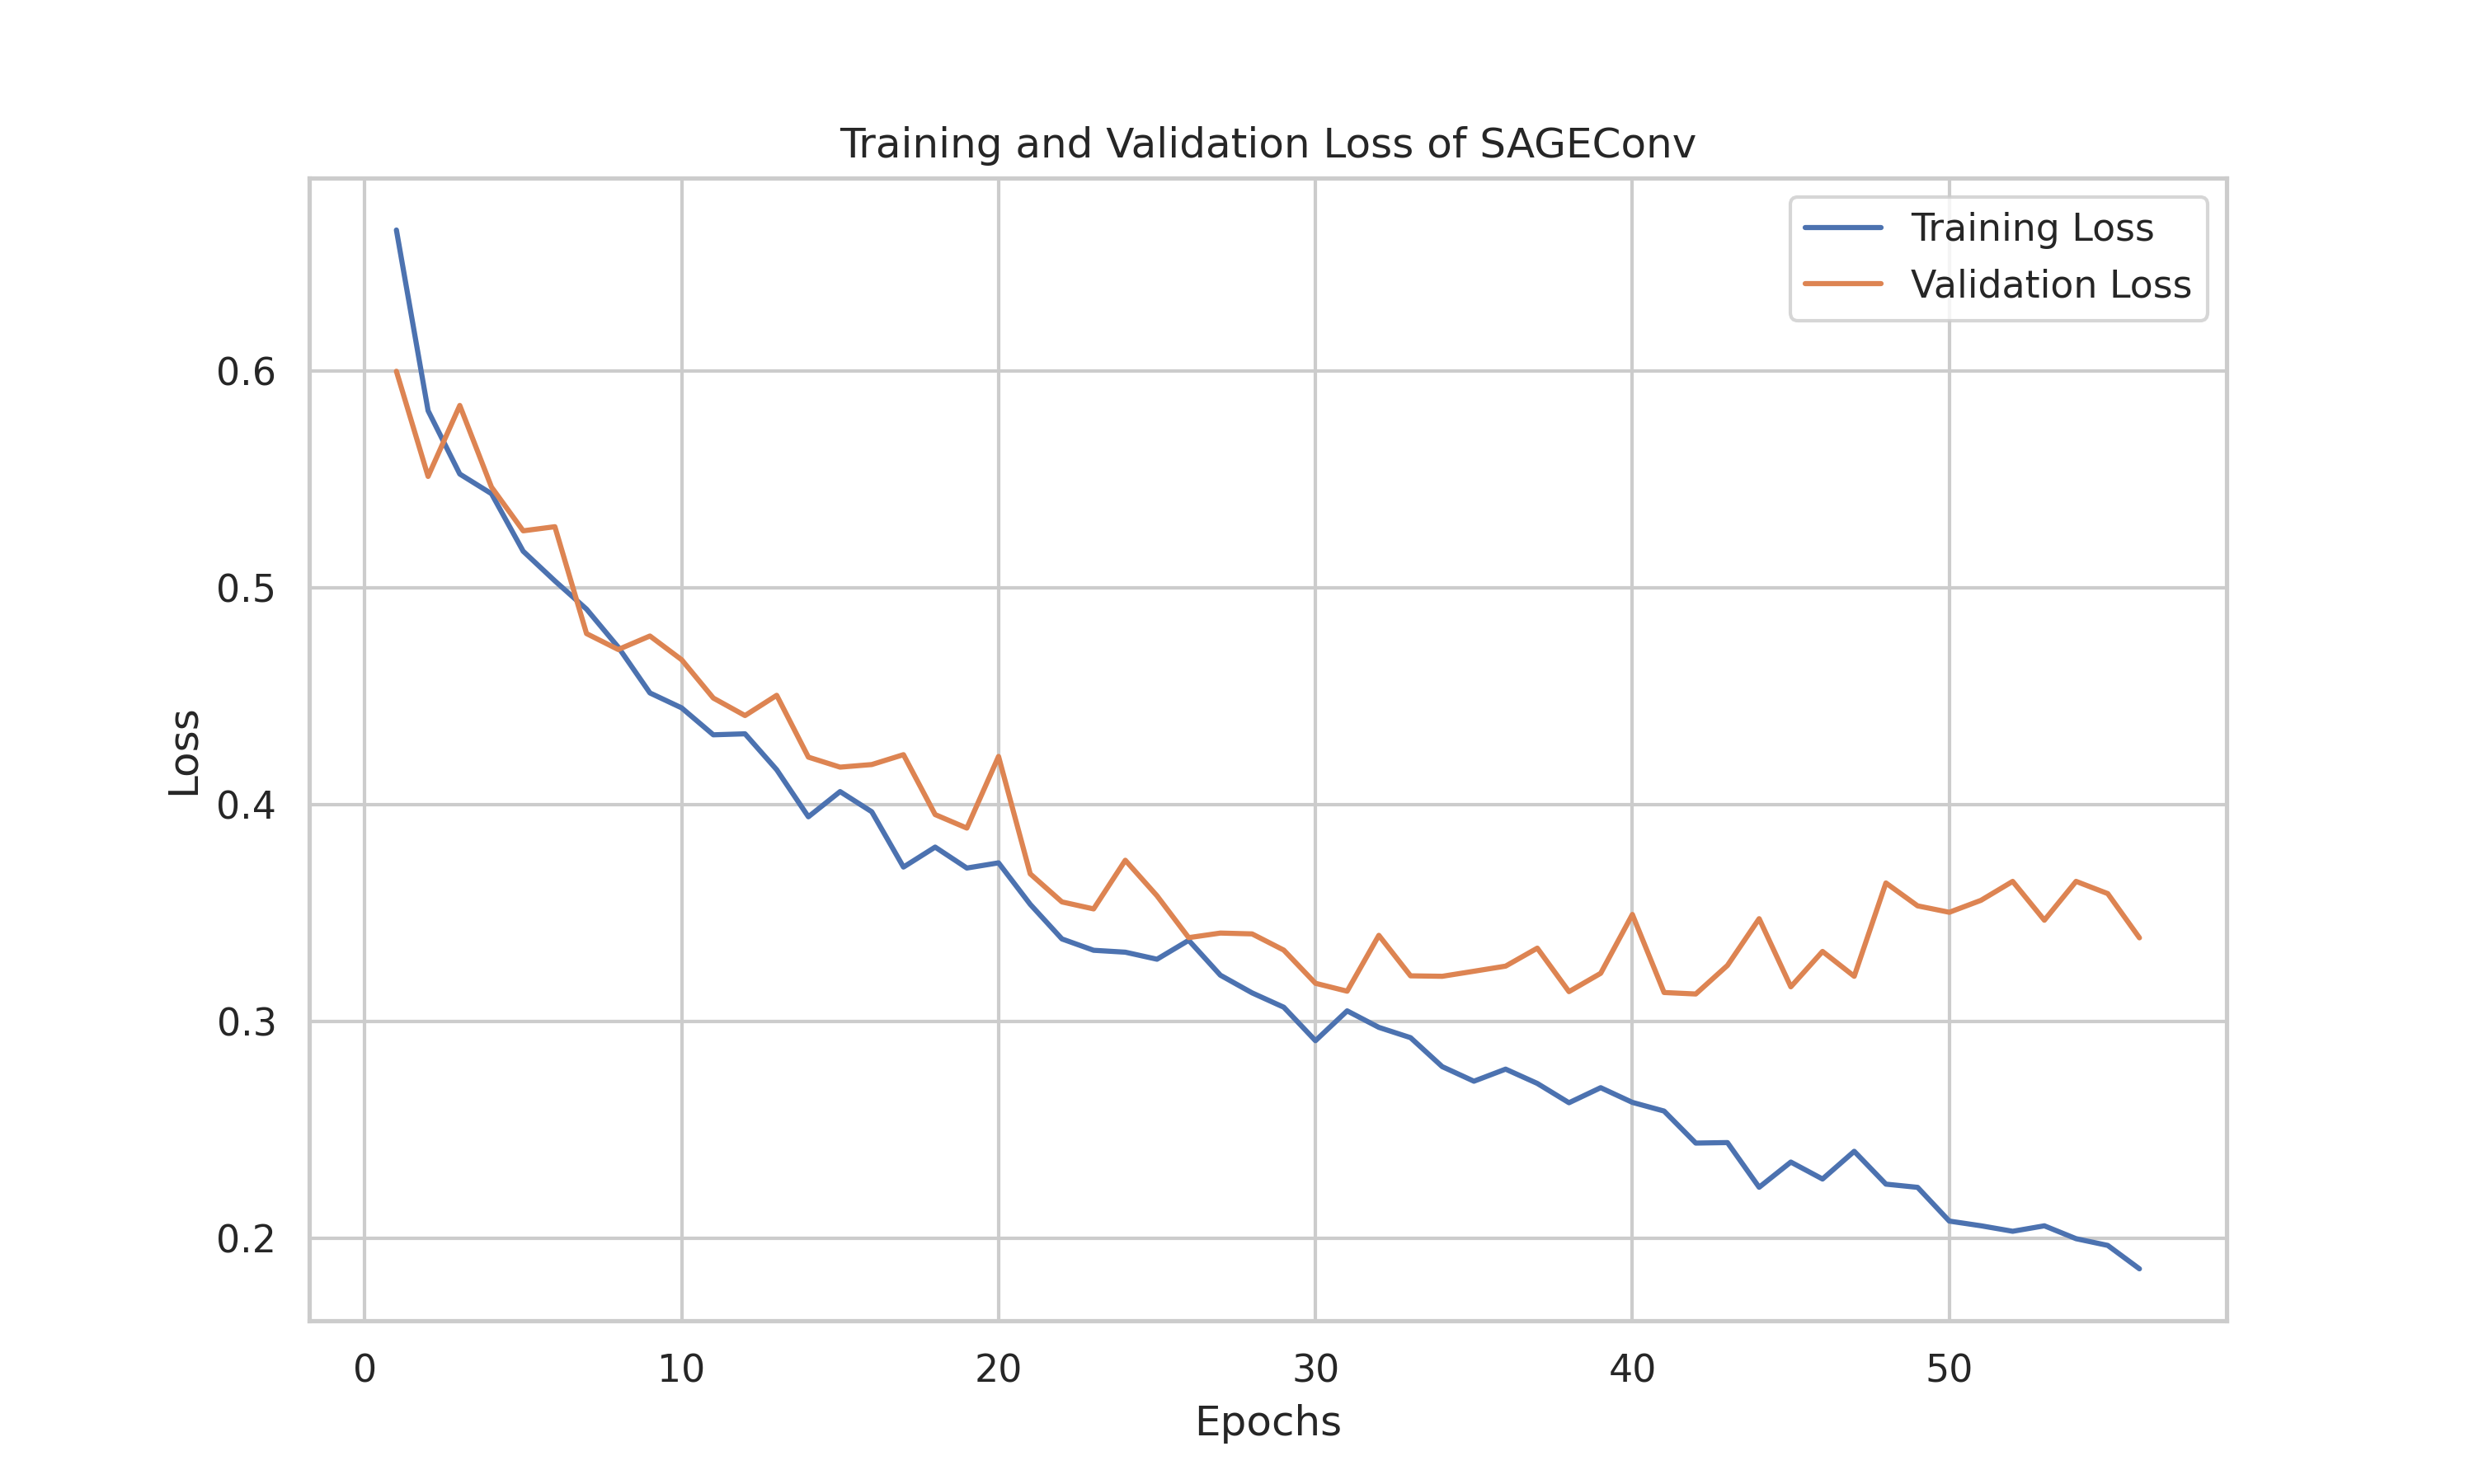 Training and Validation Loss of SAGEConv
Training Loss
Validation Loss
0.6
0.5
0.4
0.3
0.2
Loss
0 10 20 30 40 50
Epochs